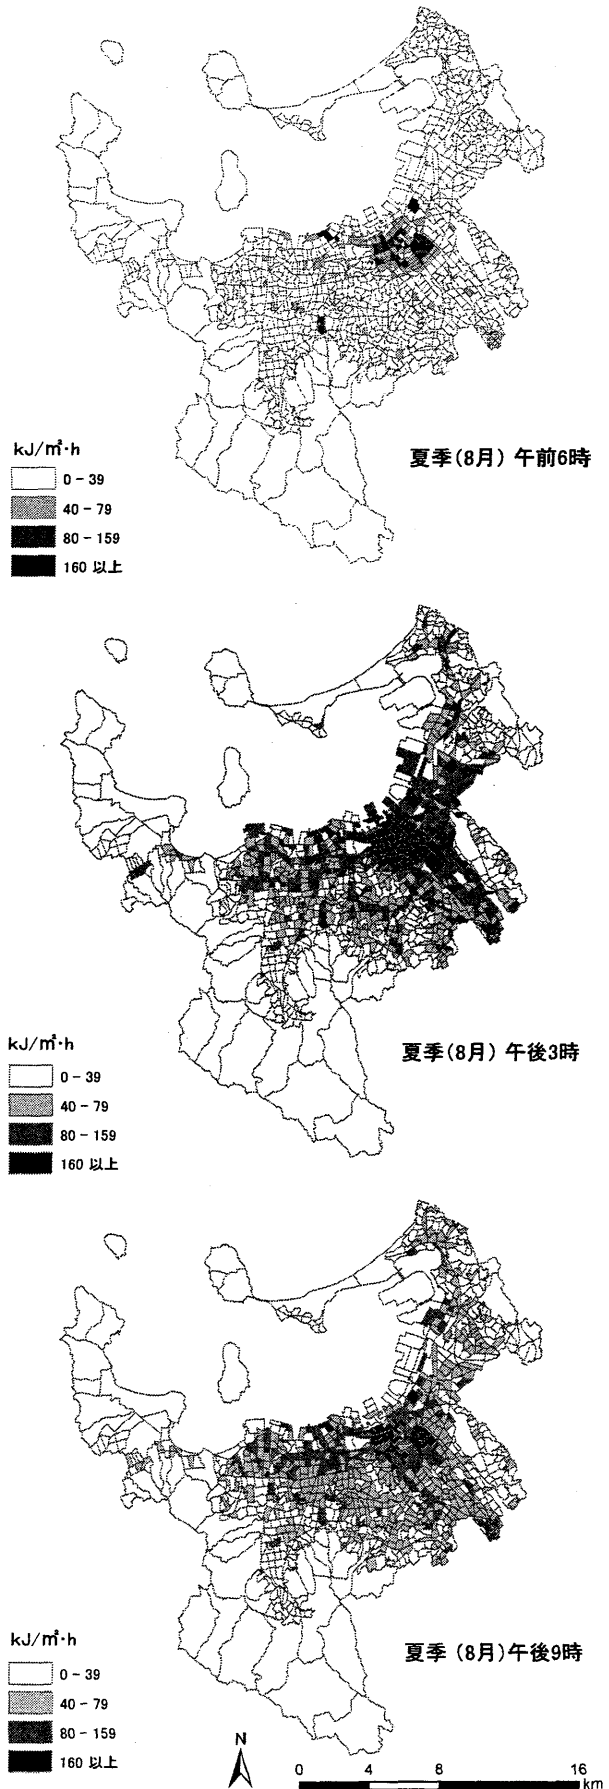 kJ/㎡·h
0 - 39
40 - 79
80 - 159
160 以上
夏季(8月) 午前6時
kJ/㎡·h
0 - 39
40 - 79
80 - 159
160 以上
夏季(8月) 午後3時
kJ/㎡·h
0 - 39
40 - 79
80 - 159
160 以上
夏季 (8月)午後9時
N
0 4 8 16
km